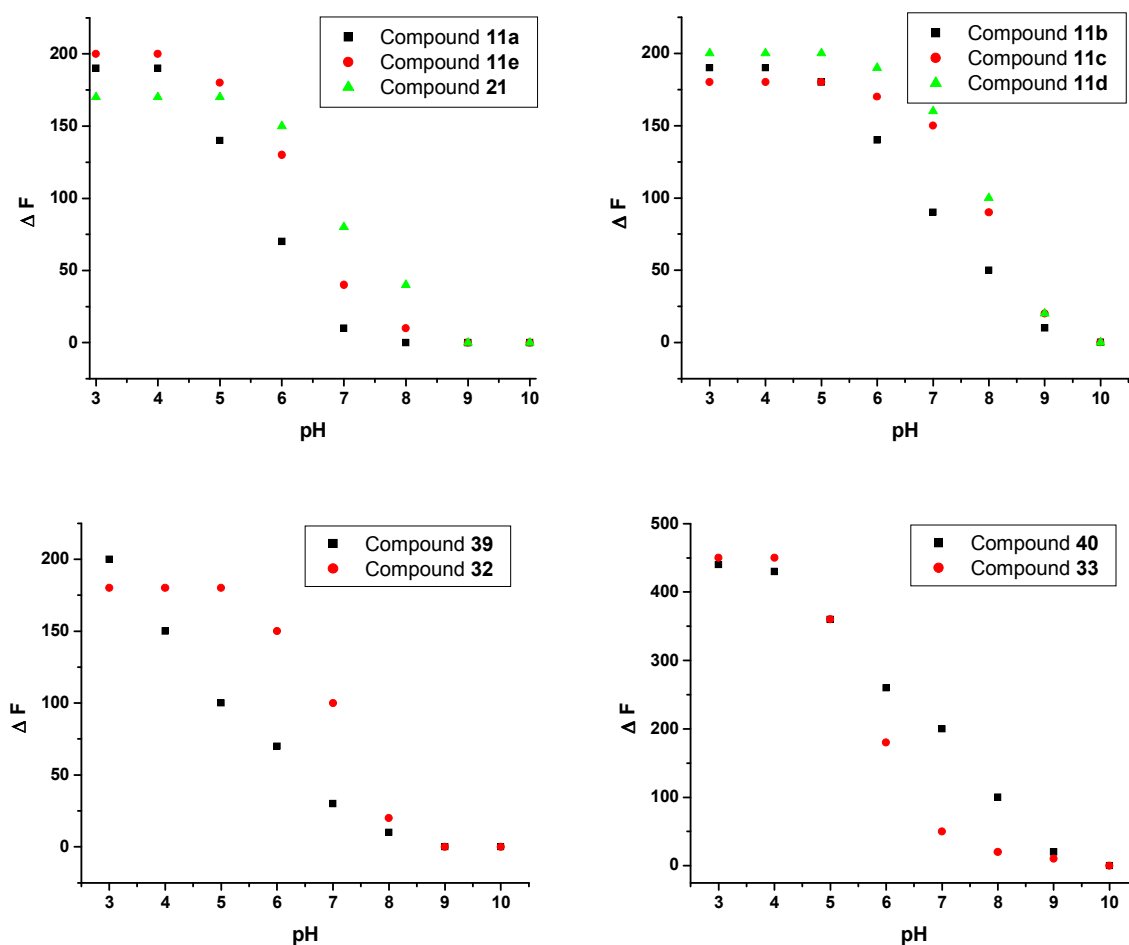 Compound 11a
Compound 11e
Compound 21
200
150
100
50
0
Δ F
3 4 5 6 7 8 9 10
pH
Compound 11b
Compound 11c
Compound 11d
200
150
100
50
0
Δ F
3 4 5 6 7 8 9 10
pH
Compound 39
Compound 32
200
150
100
50
0
Δ F
3 4 5 6 7 8 9 10
pH
Compound 40
Compound 33
500
400
300
200
100
0
Δ F
3 4 5 6 7 8 9 10
pH